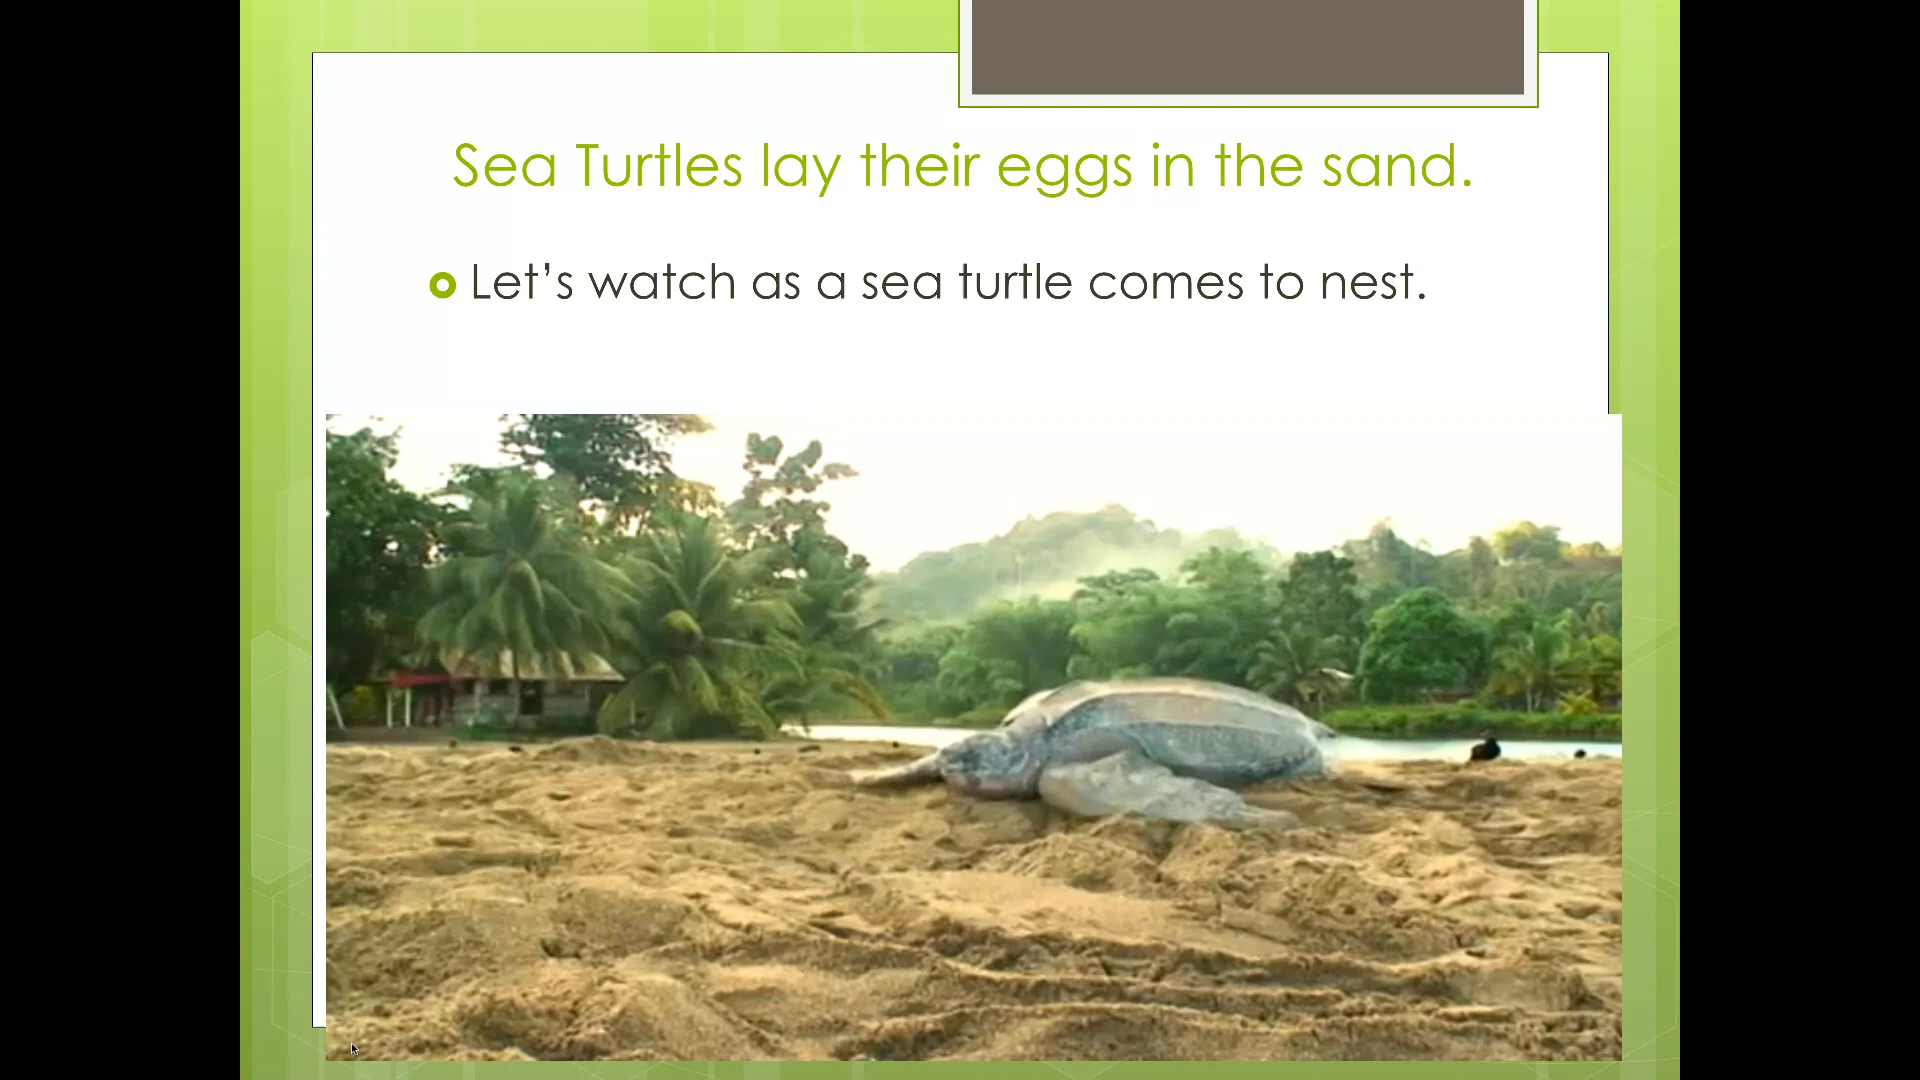 Sea Turtles lay their eggs in the sand.
Let’s watch as a sea turtle comes to nest.